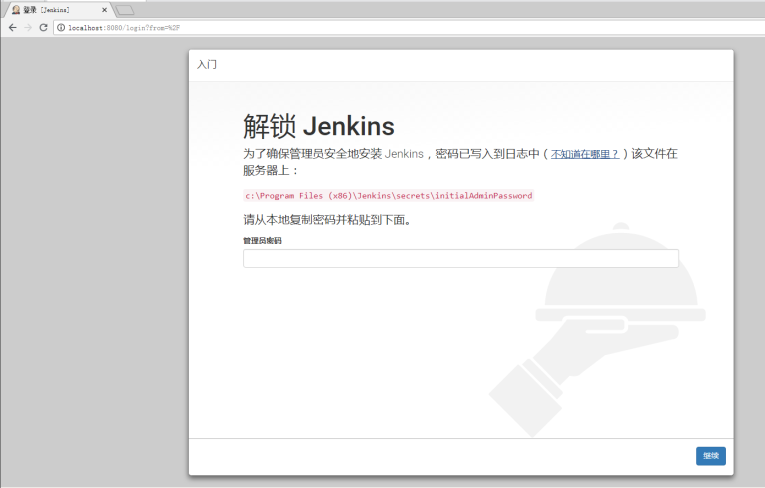 登录 [Jenkins]
localhost:8080/login?from=%2F
入门
解锁 Jenkins
为了确保管理员安全地安装 Jenkins，密码已写入到日志中（不知道在哪里？）该文件在
服务器上：
c:\Program Files (x86)\Jenkins\secrets\initialAdminPassword
请从本地复制密码并粘贴到下面。
管理员密码
继续